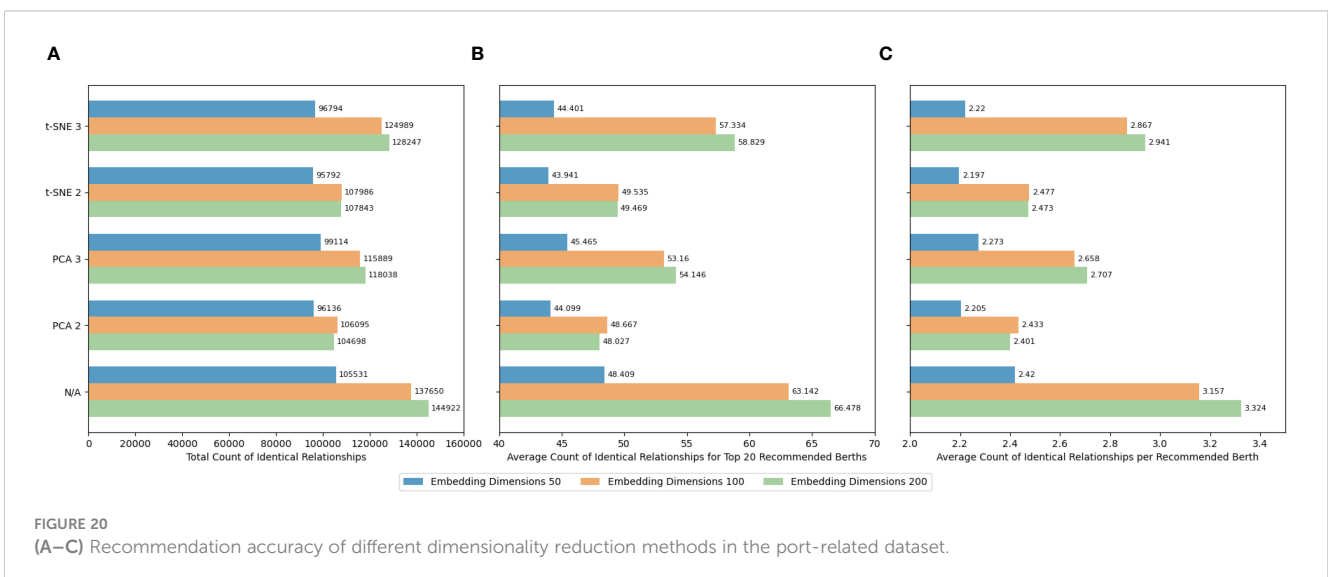 A
B
C
t-SNE 3
t-SNE 2
PCA 3
PCA 2
N/A
96794
124989
128247
95792
107986
107843
99114
115889
118038
96136
106095
104698
105531
137650
144922
0 20000 40000 60000 80000 100000 120000 140000 160000
Total Count of Identical Relationships
44.401
57.334
58.829
43.941
49.535
49.469
45.465
53.16
54.146
44.099
48.667
48.027
48.409
63.142
66.478
40 45 50 55 60 65 70
Average Count of Identical Relationships for Top 20 Recommended Berths
2.22
2.867
2.941
2.197
2.477
2.473
2.273
2.658
2.707
2.205
2.433
2.401
2.42
3.157
3.324
2.0 2.2 2.4 2.6 2.8 3.0 3.2 3.4
Average Count of Identical Relationships per Recommended Berth
Embedding Dimensions 50 Embedding Dimensions 100 Embedding Dimensions 200
FIGURE 20
(A–C) Recommendation accuracy of different dimensionality reduction methods in the port-related dataset.